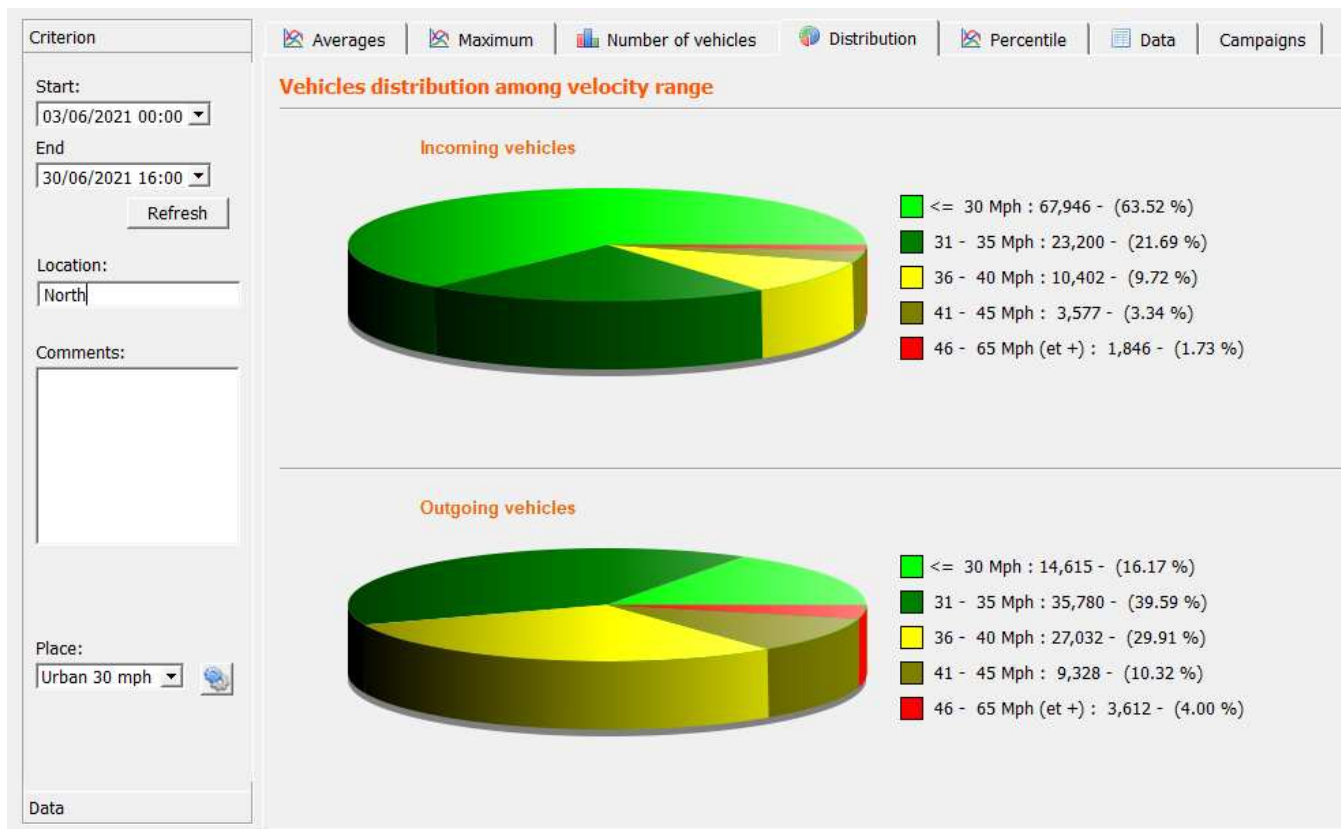 Criterion
Averages
Maximum
Number of vehicles
Distribution
Percentile
Data
Campaigns
Start:
03/06/2021 00:00
End
30/06/2021 16:00
Refresh
Location:
North
Comments:
Place:
Urban 30 mph
Data
Vehicles distribution among velocity range
Incoming vehicles
<= 30 Mph : 67,946 - (63.52 %)
31 - 35 Mph : 23,200 - (21.69 %)
36 - 40 Mph : 10,402 - (9.72 %)
41 - 45 Mph : 3,577 - (3.34 %)
46 - 65 Mph (et +) : 1,846 - (1.73 %)
Outgoing vehicles
<= 30 Mph : 14,615 - (16.17 %)
31 - 35 Mph : 35,780 - (39.59 %)
36 - 40 Mph : 27,032 - (29.91 %)
41 - 45 Mph : 9,328 - (10.32 %)
46 - 65 Mph (et +) : 3,612 - (4.00 %)